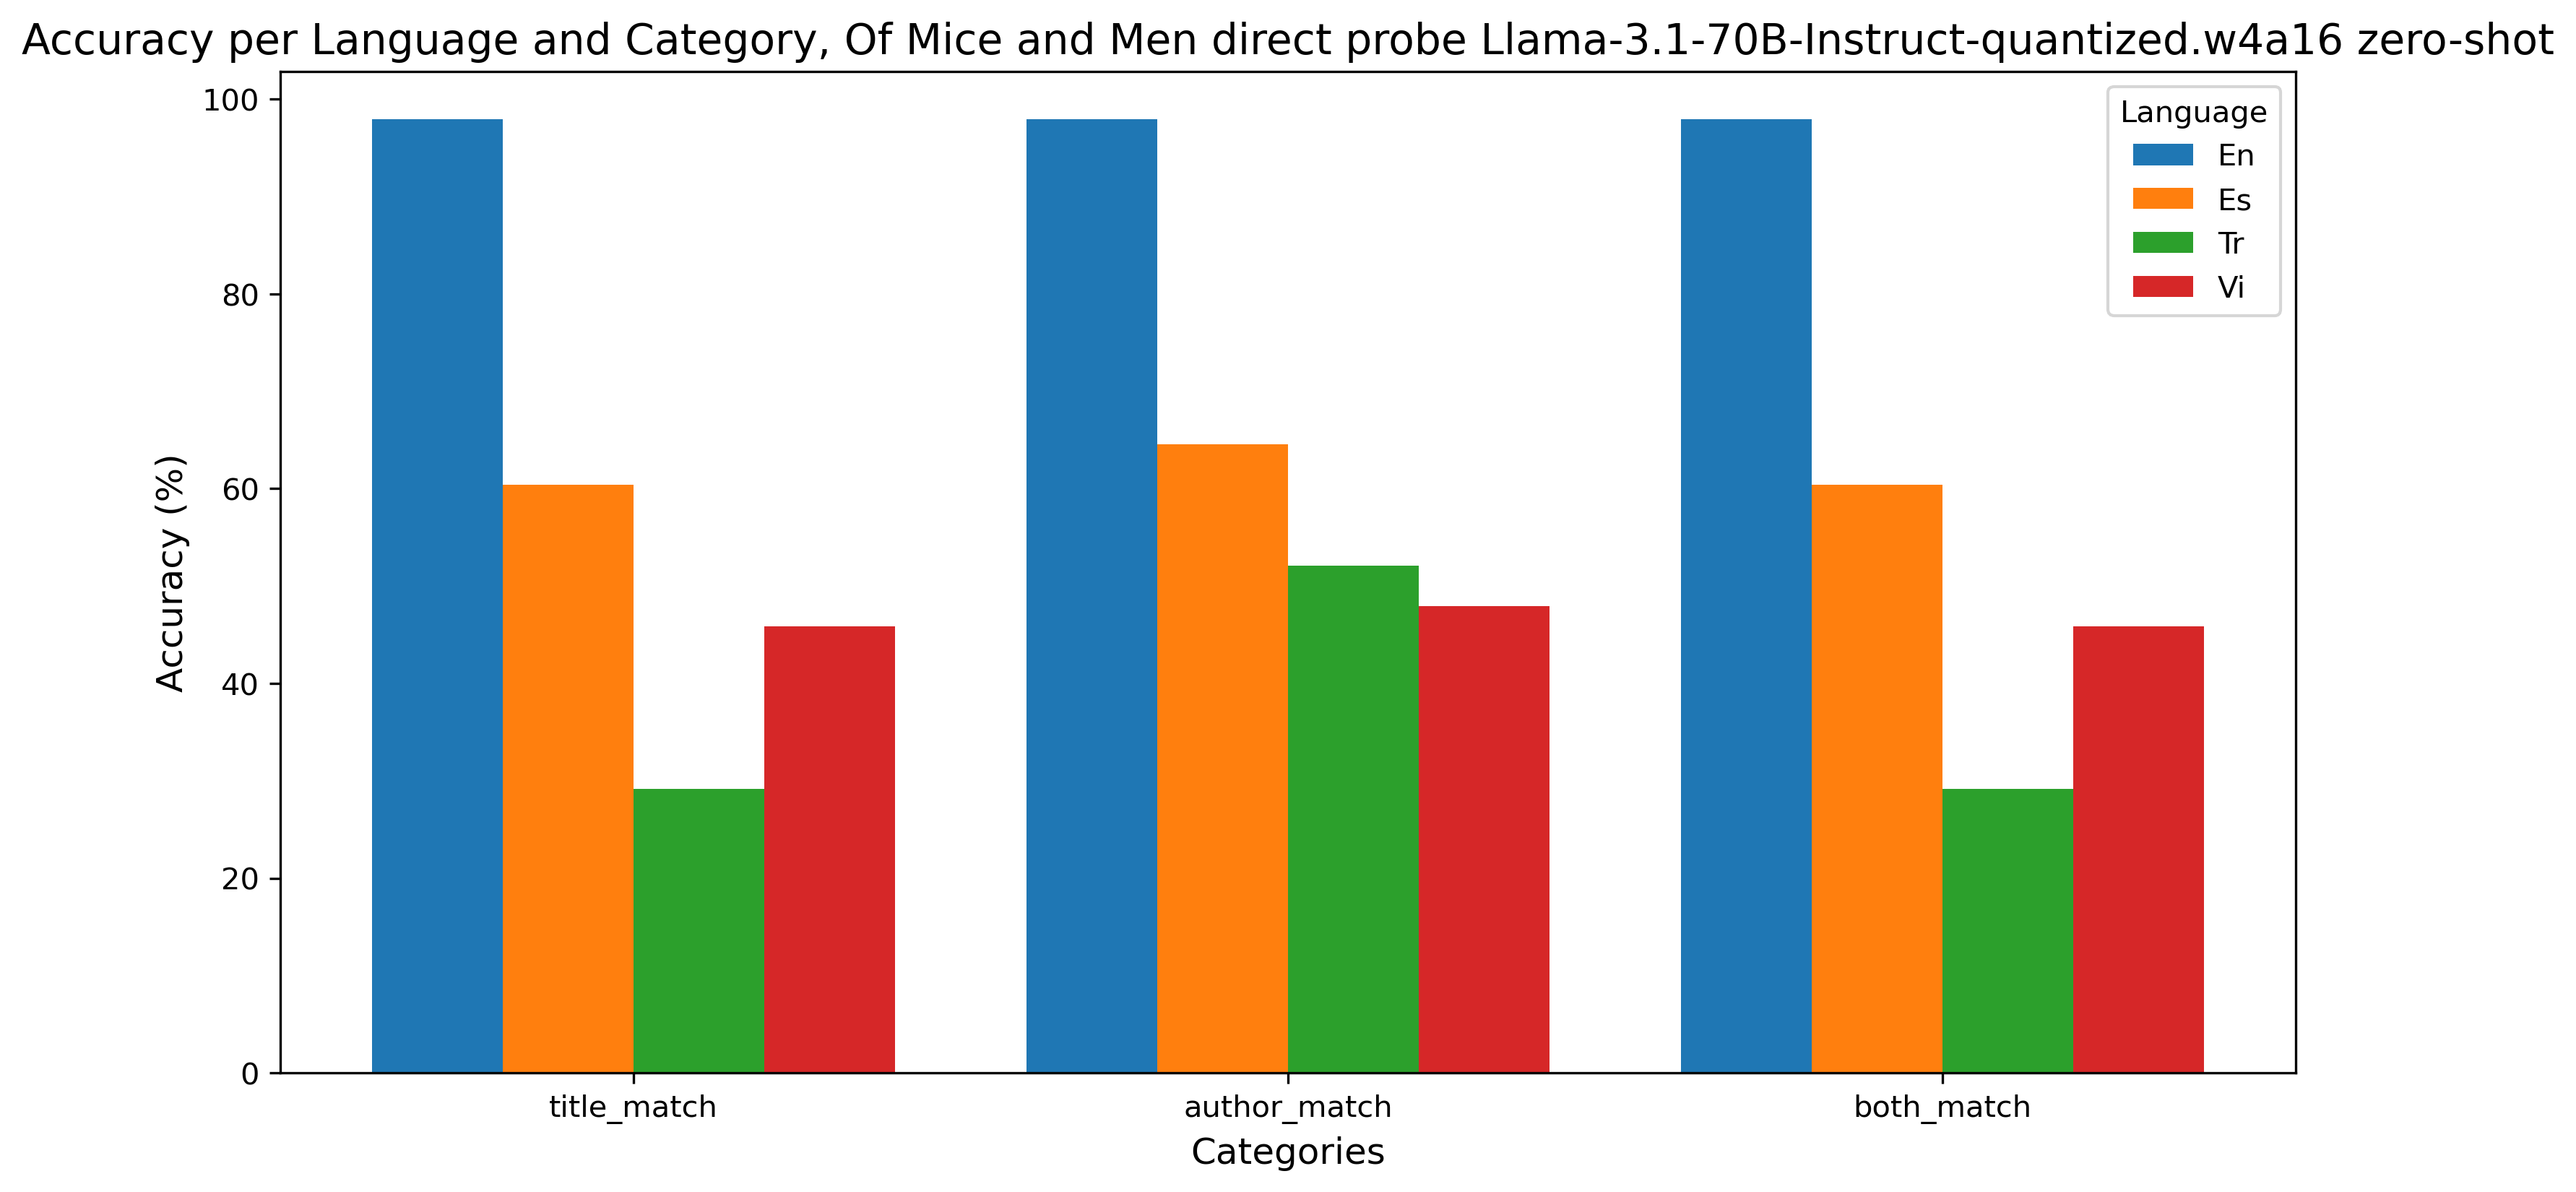 Accuracy per Language and Category, Of Mice and Men direct probe Llama-3.1-70B-Instruct-quantized.w4a16 zero-shot
Language
En
Es
Tr
Vi
Accuracy (%)
100
80
60
40
20
0
title_match
author_match
both_match
Categories